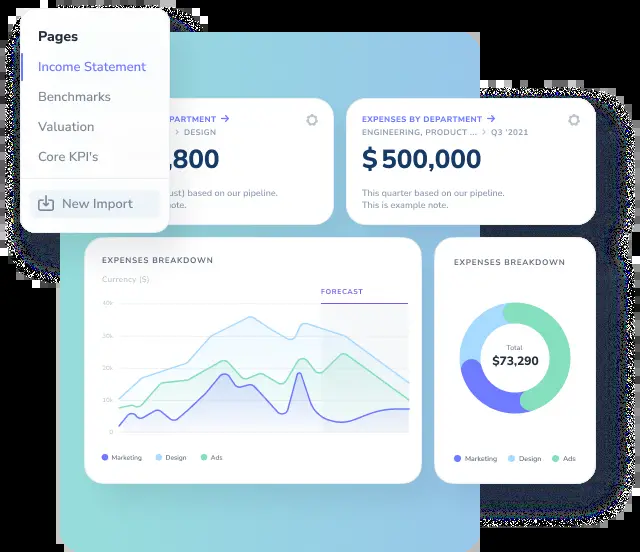 Pages
Income Statement
Benchmarks
Valuation
Core KPI's
New Import
PARTMENT →
> DESIGN
,800
ust) based on our pipeline.
ote.
EXPENSES BY DEPARTMENT →
ENGINEERING, PRODUCT ... > Q3 '2021
$500,000
This quarter based on our pipeline.
This is example note.
EXPENSES BREAKDOWN
Currency ($)
FORECAST
40k
30k
20k
10k
0
Marketing
Design
Ads
EXPENSES BREAKDOWN
Total
$73,290
Marketing
Design
Ads